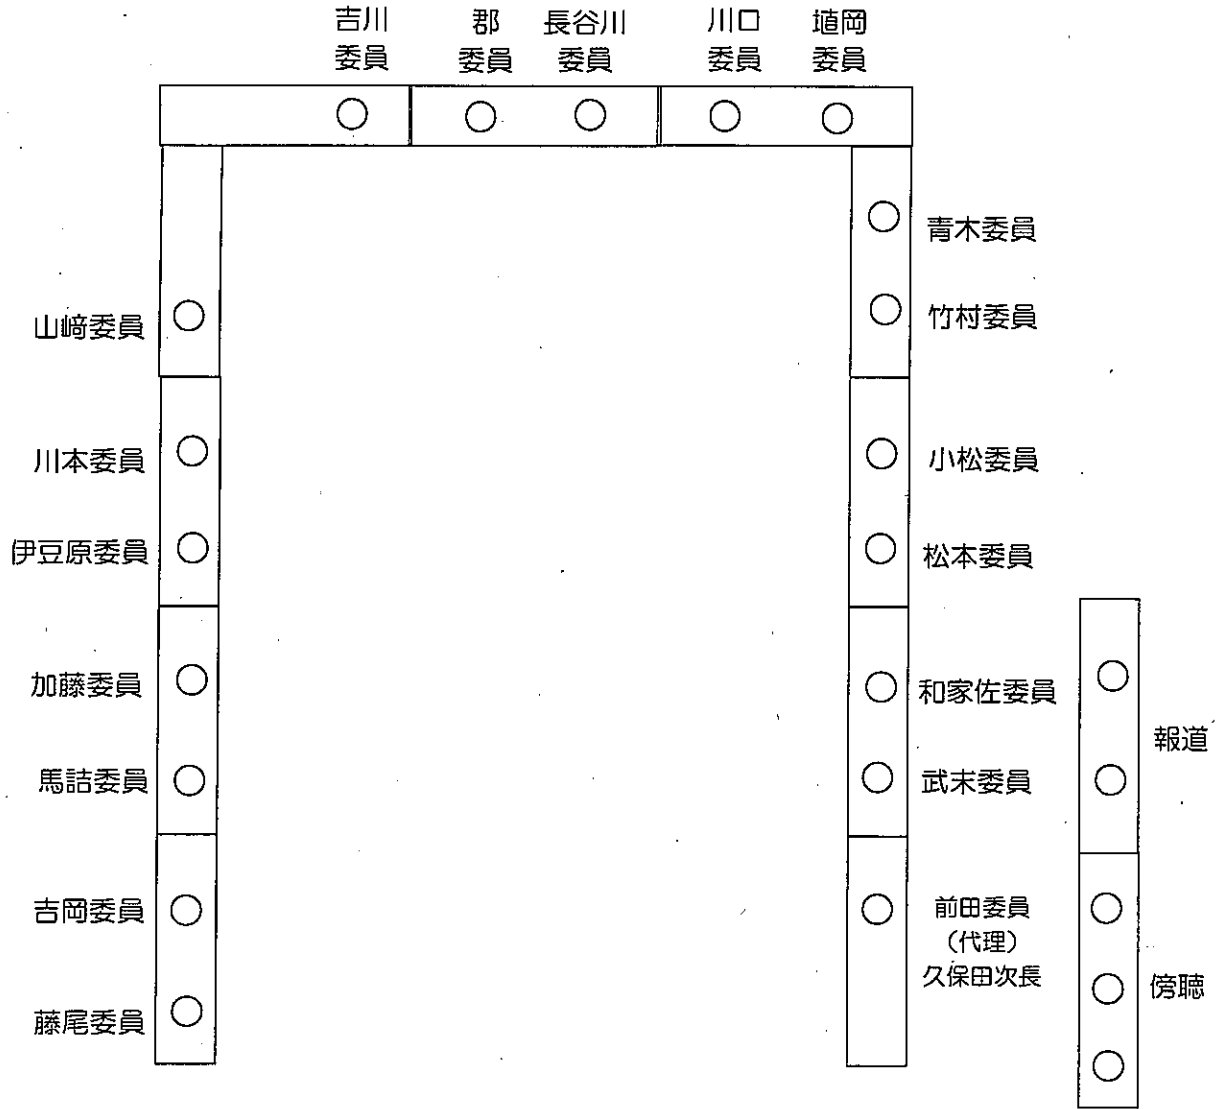 吉川
委員
郡
委員
長谷川
委員
川口
委員
埴岡
委員
青木委員
竹村委員
山﨑委員
川本委員
小松委員
伊豆原委員
松本委員
加藤委員
和家佐委員
報道
馬詰委員
武末委員
吉岡委員
前田委員
（代理）
久保田次長
傍聴
藤尾委員